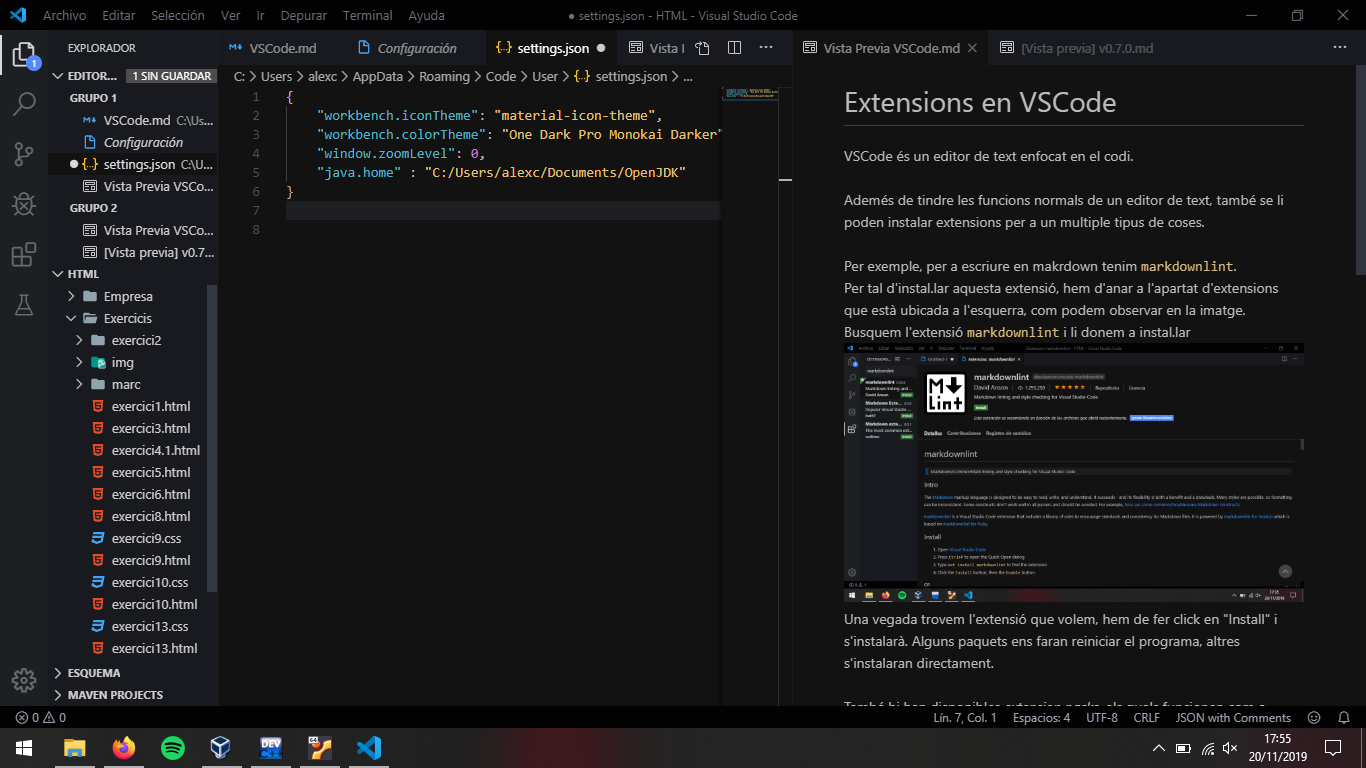 Archivo Editar Selección Ver Ir Depurar Terminal Ayuda
● settings.json - HTML - Visual Studio Code
EXPLORADOR
EDITOR... 1 SIN GUARDAR
GRUPO 1
VSCode.md C:\Us...
Configuración
settings.json C:\U...
Vista Previa VSCo...
GRUPO 2
Vista Previa VSCo...
[Vista previa] v0.7...
HTML
Empresa
Exercicis
exercici2
img
marc
exercici1.html
exercici3.html
exercici4.1.html
exercici5.html
exercici6.html
exercici8.html
exercici9.css
exercici9.html
exercici10.css
exercici10.html
exercici13.css
exercici13.html
ESQUEMA
MAVEN PROJECTS
VSCode.md Configuración settings.json Vista
C: > Users > alexc > AppData > Roaming > Code > User > {..} settings.json > ...
1 {
2 "workbench.iconTheme": "material-icon-theme",
3 "workbench.colorTheme": "One Dark Pro Monokai Darker"
4 "window.zoomLevel": 0,
5 "java.home" : "C:/Users/alexc/Documents/OpenJDK"
6 }
7
8
Vista Previa VSCode.md [Vista previa] v0.7.0.md
Extensions en VSCode
VSCode és un editor de text enfocat en el codi.
Además de tindre les funcions normals de un editor de text, també se li
poden instalar extensions per a un multiple tipus de coses.
Per exemple, per a escriure en makrdown tenim markdownlint.
Per tal d'instal.lar aquesta extensió, hem d'anar a l'apartat d'extensions
que està ubicada a l'esquerra, com podem observar en la imatge.
Busquem l'extensió markdownlint i li donem a instal.lar
markdownlint
David Anson
Markdown linting and style checking for Visual Studio Code
markdownlint
Intro
Install
Una vegada trovem l'extensió que volem, hem de fer click en "Install" i
s'instalarà. Alguns paquets ens faran reiniciar el programa, altres
s'instalaran directament.
0 0
Lín. 7, Col. 1 Espacios: 4 UTF-8 CRLF JSON with Comments
17:55
20/11/2019